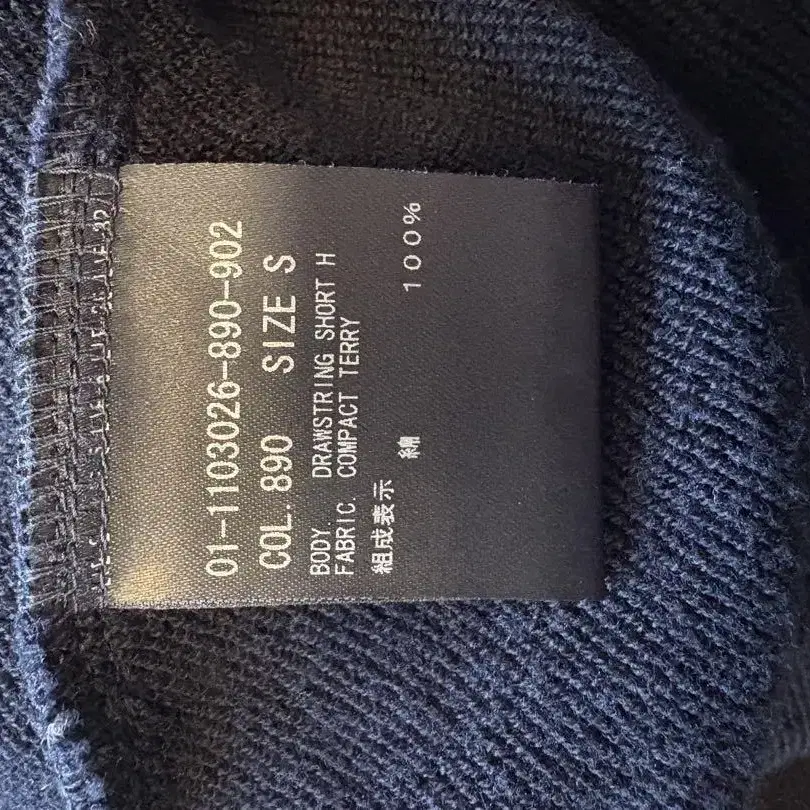 01-1103026-890-902
COL. 890 SIZE S
BODY. DRAWSTRING SHORT H
FABRIC. COMPACT TERRY
組成表示
綿 100%